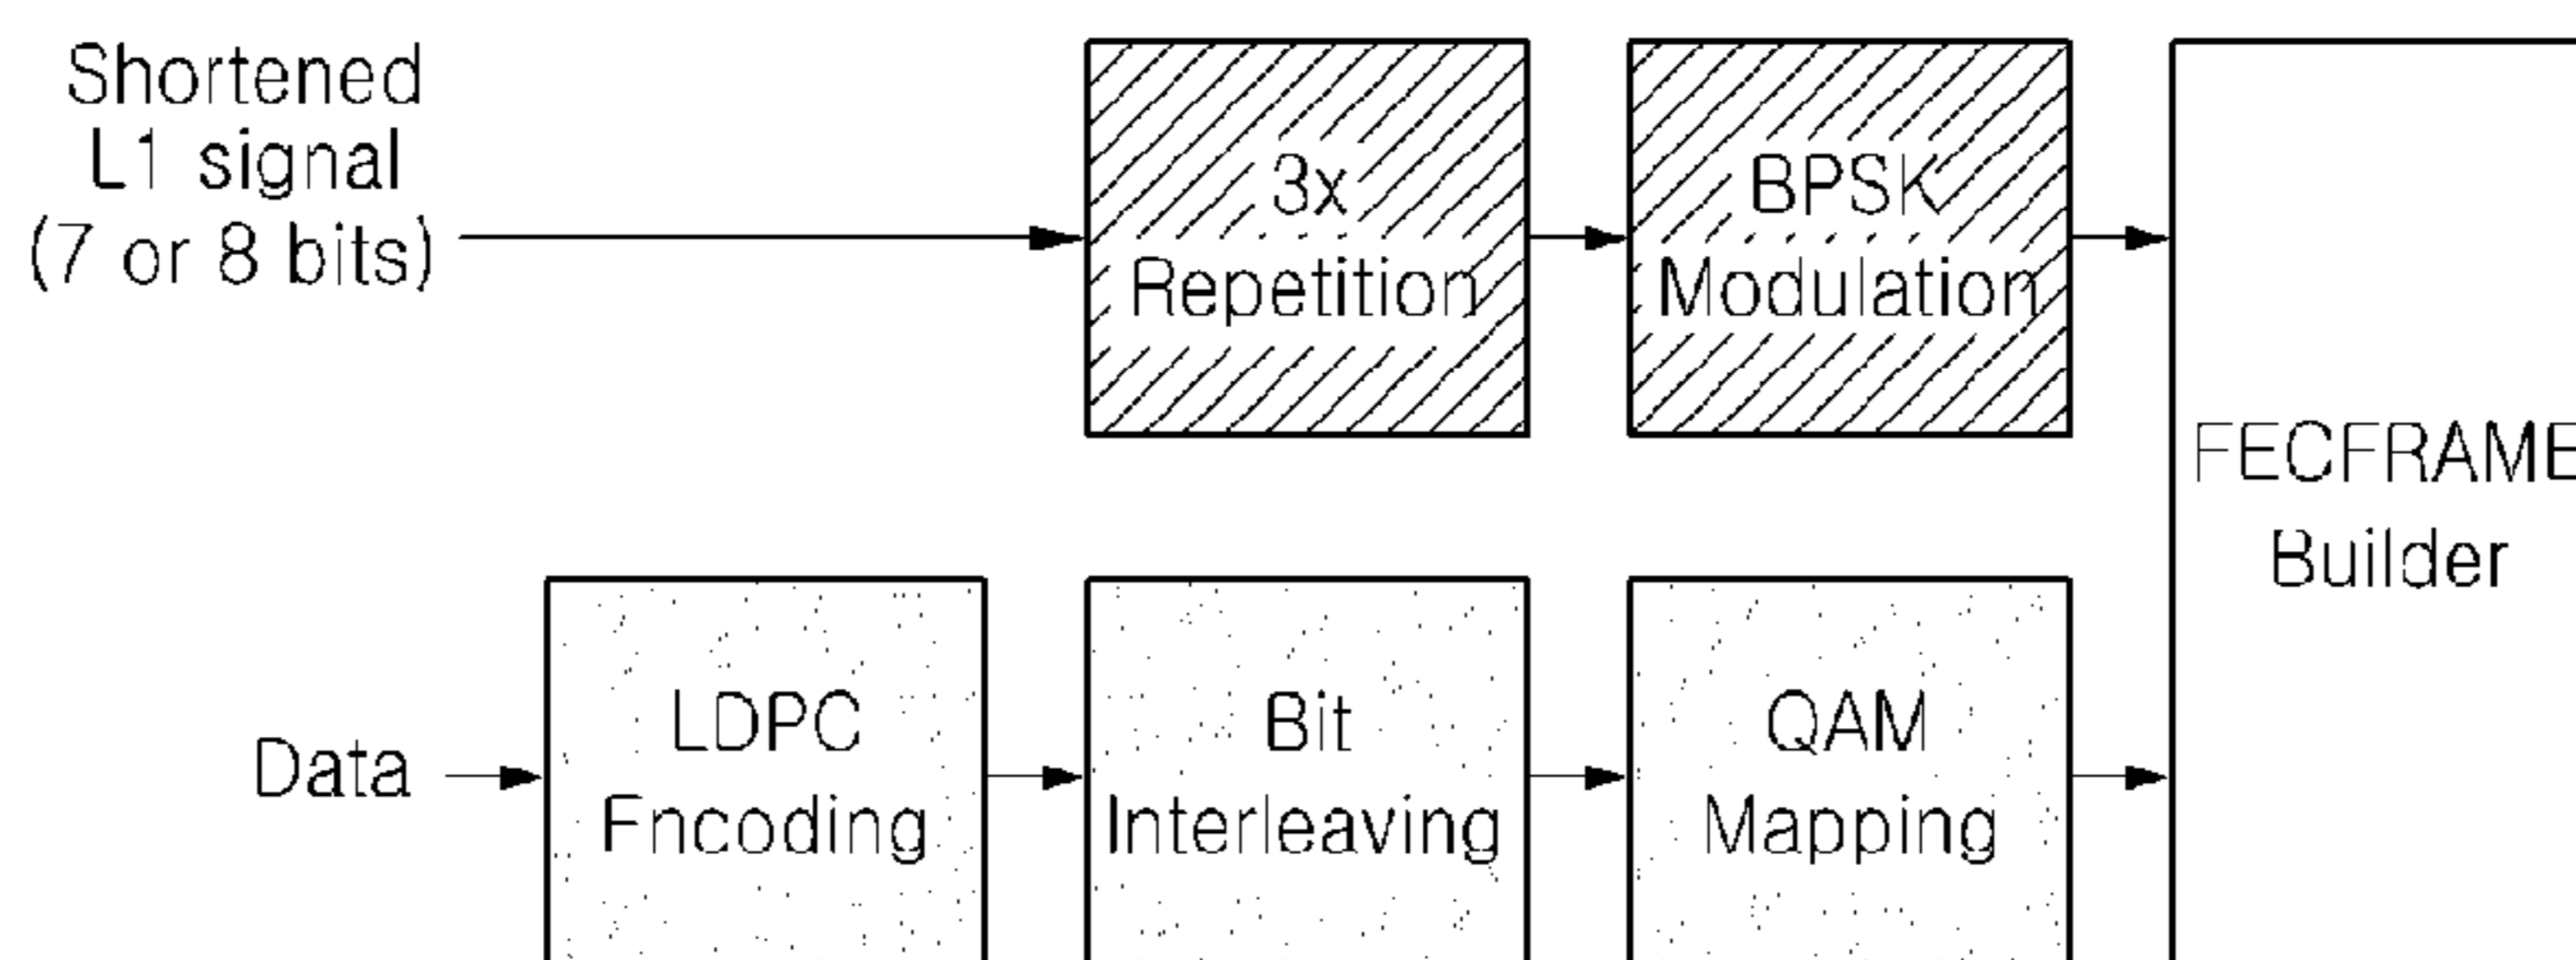 Shortened
L1 signal
(7 or 8 bits)
3x
Repetition
BPSK
Modulation
FECFRAME
Builder
Data
LDPC
Encoding
Bit
Interleaving
QAM
Mapping